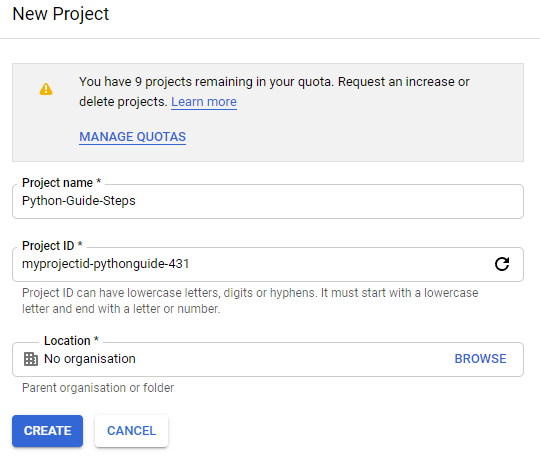 New Project
You have 9 projects remaining in your quota. Request an increase or
delete projects. Learn more
MANAGE QUOTAS
Project name *
Python-Guide-Steps
Project ID *
myprojectid-pythonguide-431
Project ID can have lowercase letters, digits or hyphens. It must start with a lowercase
letter and end with a letter or number.
Location *
No organisation BROWSE
Parent organisation or folder
CREATE CANCEL